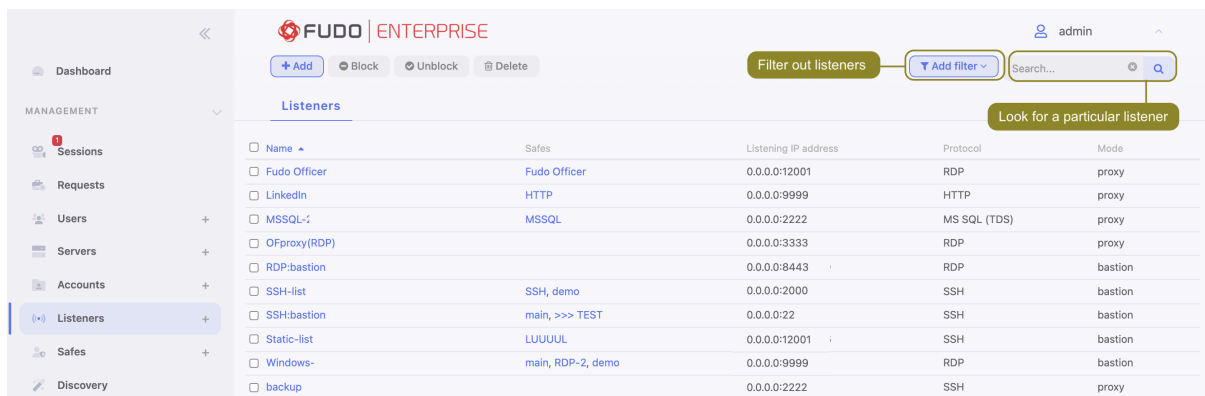 FUDO ENTERPRISE
admin
Add Block Unblock Delete
Filter out listeners
Add filter
Search...
Look for a particular listener
Dashboard
MANAGEMENT
1
Sessions
Requests
Users +
Servers +
Accounts +
Listeners +
Safes +
Discovery
Listeners
Name Safes Listening IP address Protocol Mode
Fudo Officer Fudo Officer 0.0.0.0:12001 RDP proxy
LinkedIn HTTP 0.0.0.0:9999 HTTP proxy
MSSQL- MSSQL 0.0.0.0:2222 MS SQL (TDS) proxy
OFproxy(RDP) 0.0.0.0:3333 RDP proxy
RDP:bastion 0.0.0.0:8443 RDP bastion
SSH-list SSH, demo 0.0.0.0:2000 SSH bastion
SSH:bastion main, >>> TEST 0.0.0.0:22 SSH bastion
Static-list LUUUUL 0.0.0.0:12001 SSH bastion
Windows- main, RDP-2, demo 0.0.0.0:9999 RDP bastion
backup 0.0.0.0:2222 SSH proxy